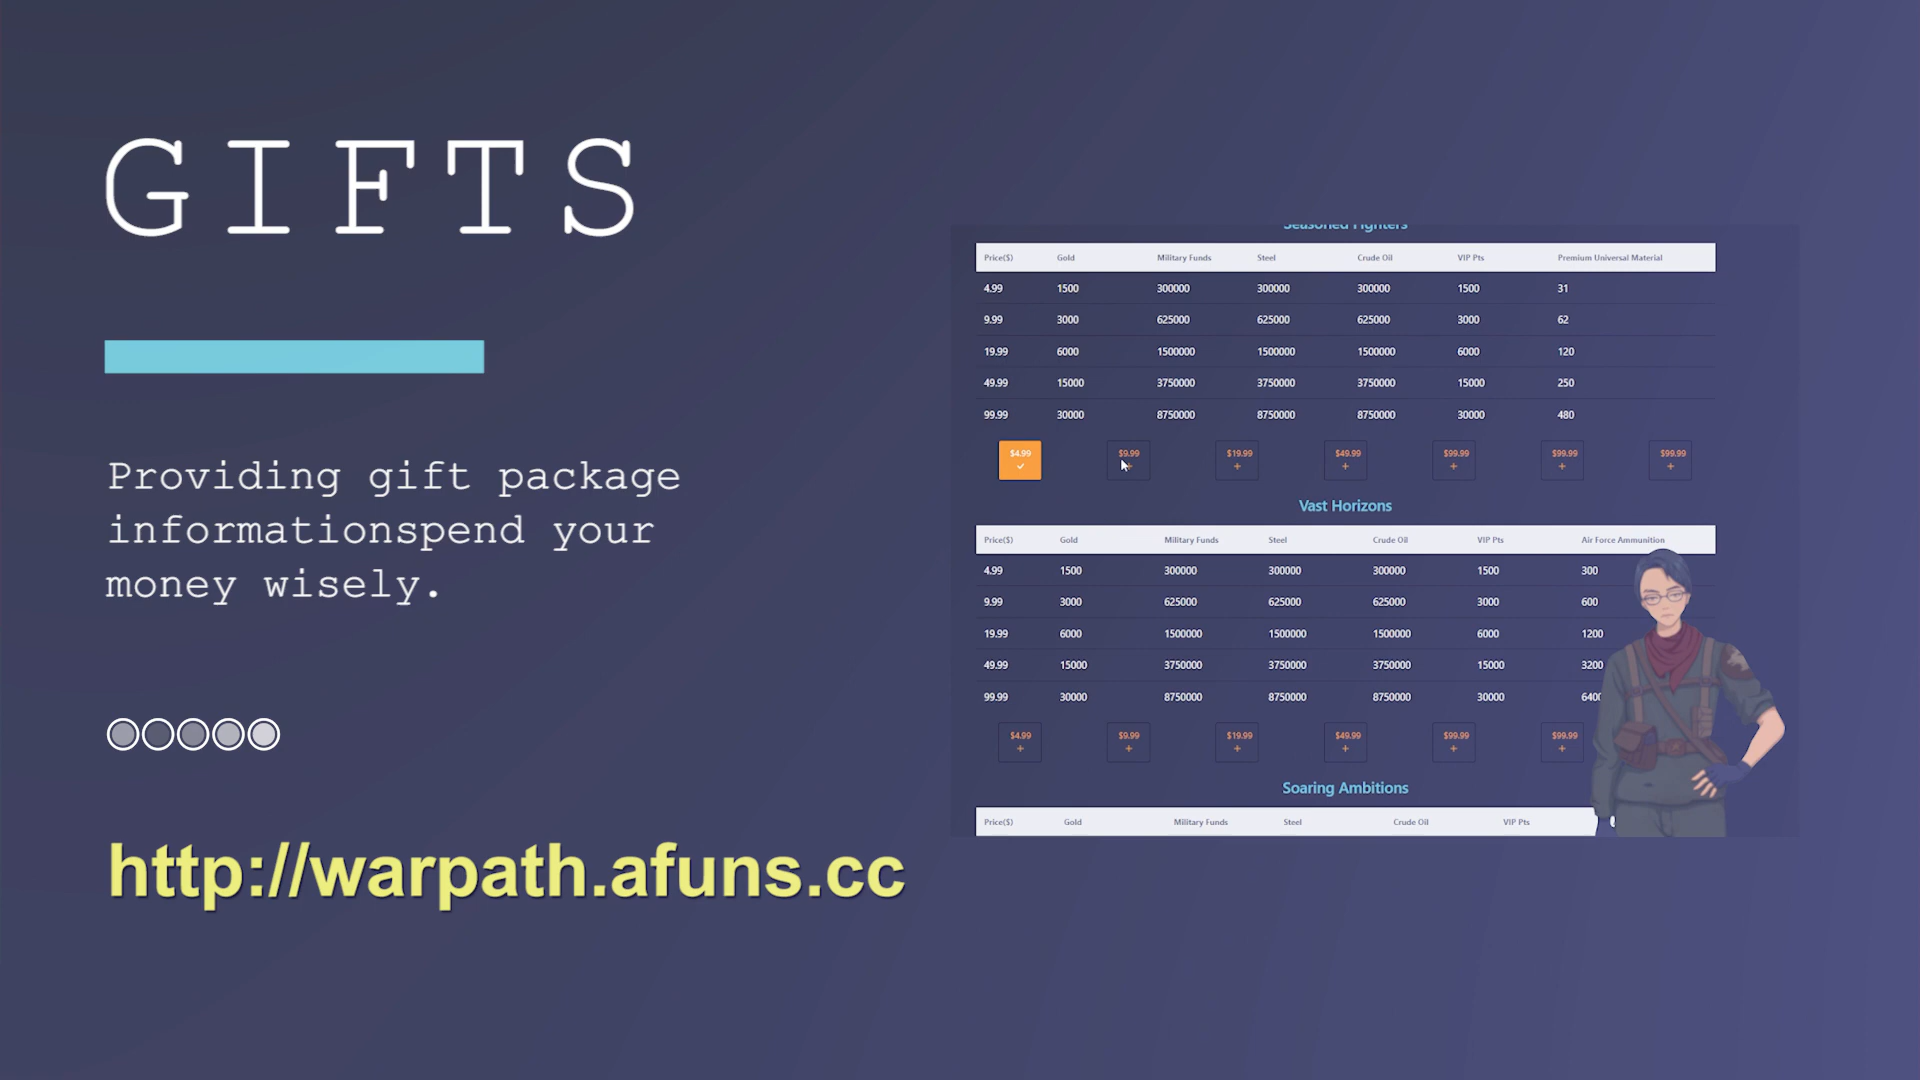 GIFTS
Providing gift package
informationspend your
money wisely.
http://warpath.afuns.cc
Seasoned Fighters
Price($) Gold Military Funds Steel Crude Oil VIP Pts Premium Universal Material
4.99 1500 300000 300000 300000 1500 31
9.99 3000 625000 625000 625000 3000 62
19.99 6000 1500000 1500000 1500000 6000 120
49.99 15000 3750000 3750000 3750000 15000 250
99.99 30000 8750000 8750000 8750000 30000 480
$4.99 $9.99 $19.99 $49.99 $99.99 $99.99 $99.99
✓ + + + + + +
Vast Horizons
Price($) Gold Military Funds Steel Crude Oil VIP Pts Air Force Ammunition
4.99 1500 300000 300000 300000 1500 300
9.99 3000 625000 625000 625000 3000 600
19.99 6000 1500000 1500000 1500000 6000 1200
49.99 15000 3750000 3750000 3750000 15000 3200
99.99 30000 8750000 8750000 8750000 30000 6400
$4.99 $9.99 $19.99 $49.99 $99.99 $99.99
+ + + + + +
Soaring Ambitions
Price($) Gold Military Funds Steel Crude Oil VIP Pts